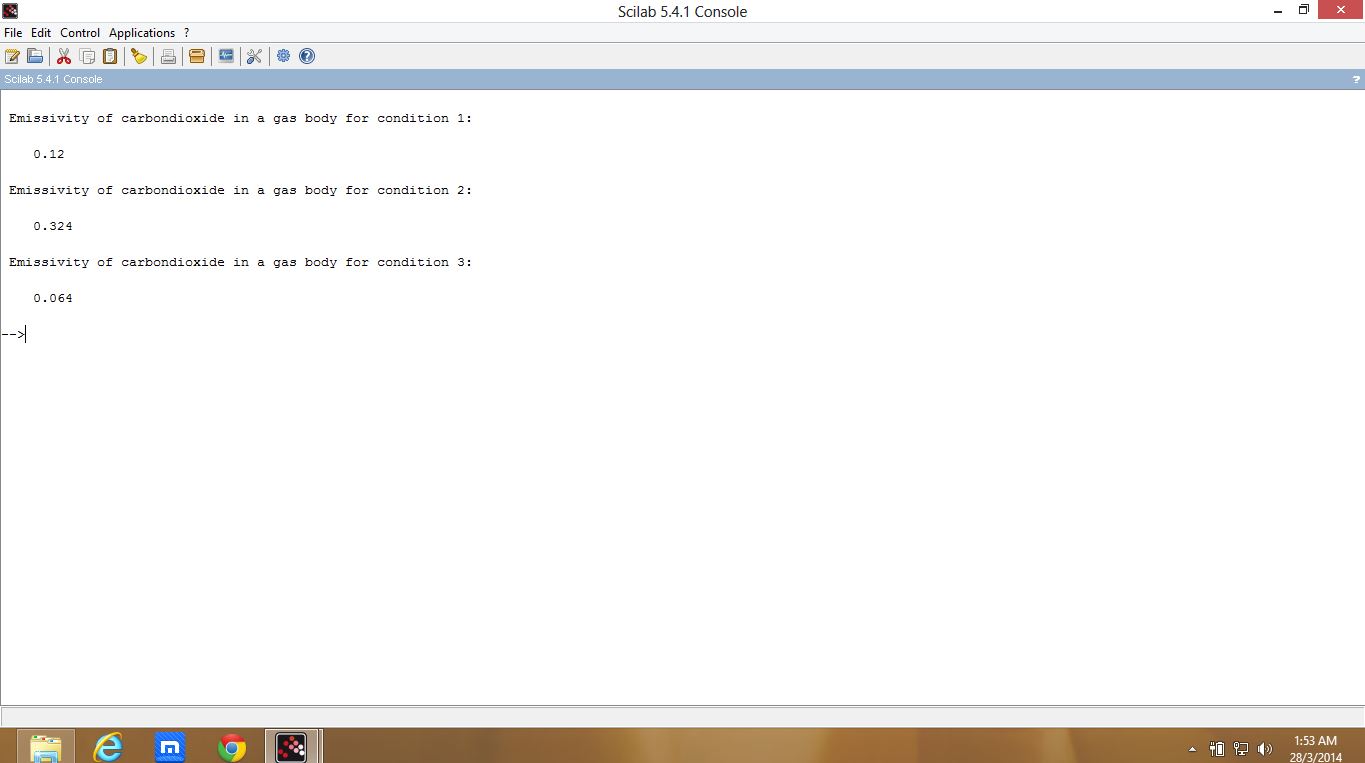 Scilab 5.4.1 Console
File Edit Control Applications ?
Scilab 5.4.1 Console ?
Emissivity of carbondioxide in a gas body for condition 1:
0.12
Emissivity of carbondioxide in a gas body for condition 2:
0.324
Emissivity of carbondioxide in a gas body for condition 3:
0.064
-->
1:53 AM
28/3/2014